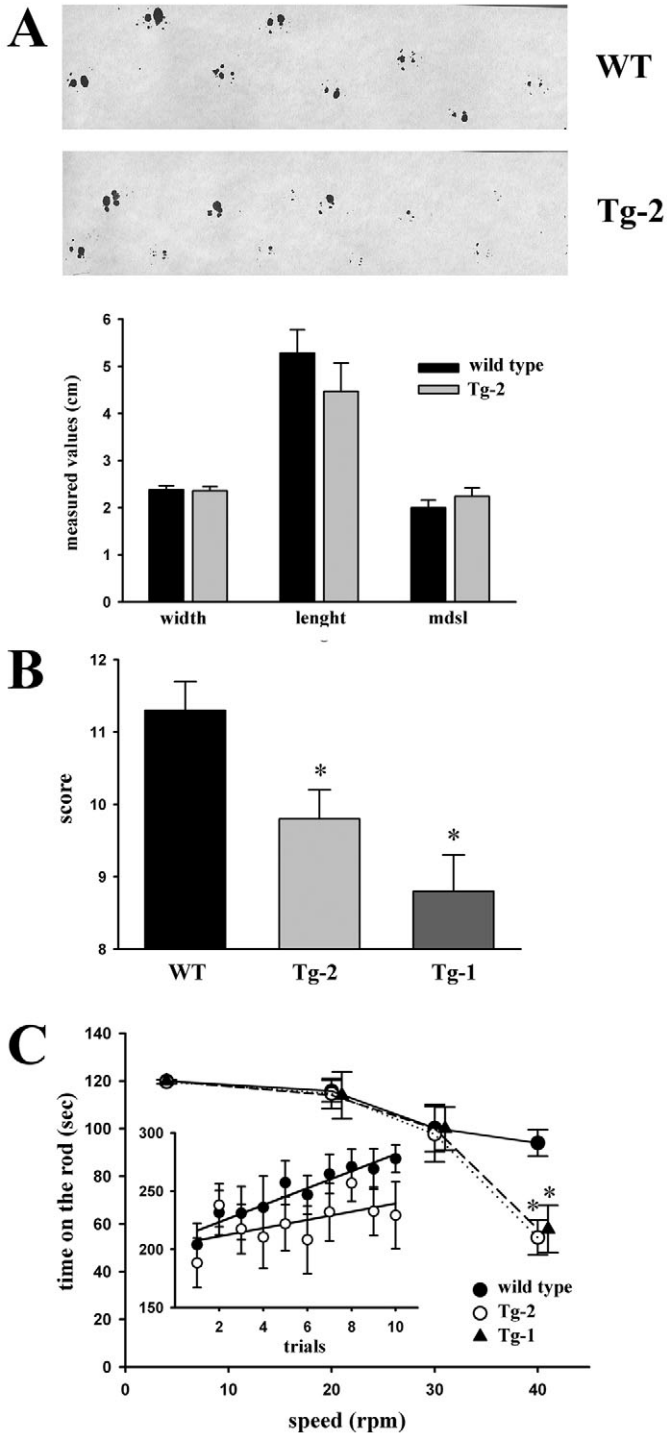 A
WT
Tg-2
6
5
4
3
2
1
0
measured values (cm)
wild type
Tg-2
width lenght mdsl
B
12
11
10
9
8
score
*
*
WT Tg-2 Tg-1
C
140
120
100
80
60
40
20
0
time on the rod (sec)
300
250
200
150
2 4 6 8 10
trials
* *
wild type
Tg-2
Tg-1
0 10 20 30 40
speed (rpm)